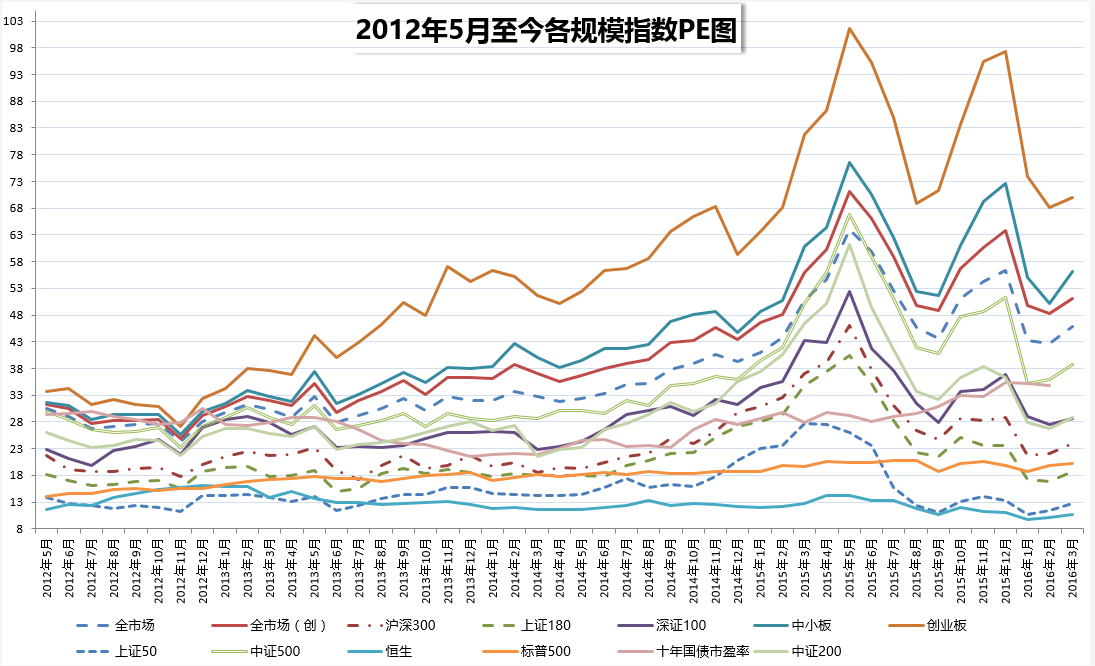 2012年5月至今各规模指数PE图
103
98
93
88
83
78
73
68
63
58
53
48
43
38
33
28
23
18
13
8
2012年5月
2012年6月
2012年7月
2012年8月
2012年9月
2012年10月
2012年11月
2012年12月
2013年1月
2013年2月
2013年3月
2013年4月
2013年5月
2013年6月
2013年7月
2013年8月
2013年9月
2013年10月
2013年11月
2013年12月
2014年1月
2014年2月
2014年3月
2014年4月
2014年5月
2014年6月
2014年7月
2014年8月
2014年9月
2014年10月
2014年11月
2014年12月
2015年1月
2015年2月
2015年3月
2015年4月
2015年5月
2015年6月
2015年7月
2015年8月
2015年9月
2015年10月
2015年11月
2015年12月
2016年1月
2016年2月
2016年3月
全市场 全市场（创） 沪深300 上证180 深证100 中小板 创业板
上证50 中证500 恒生 标普500 十年国债市盈率 中证200